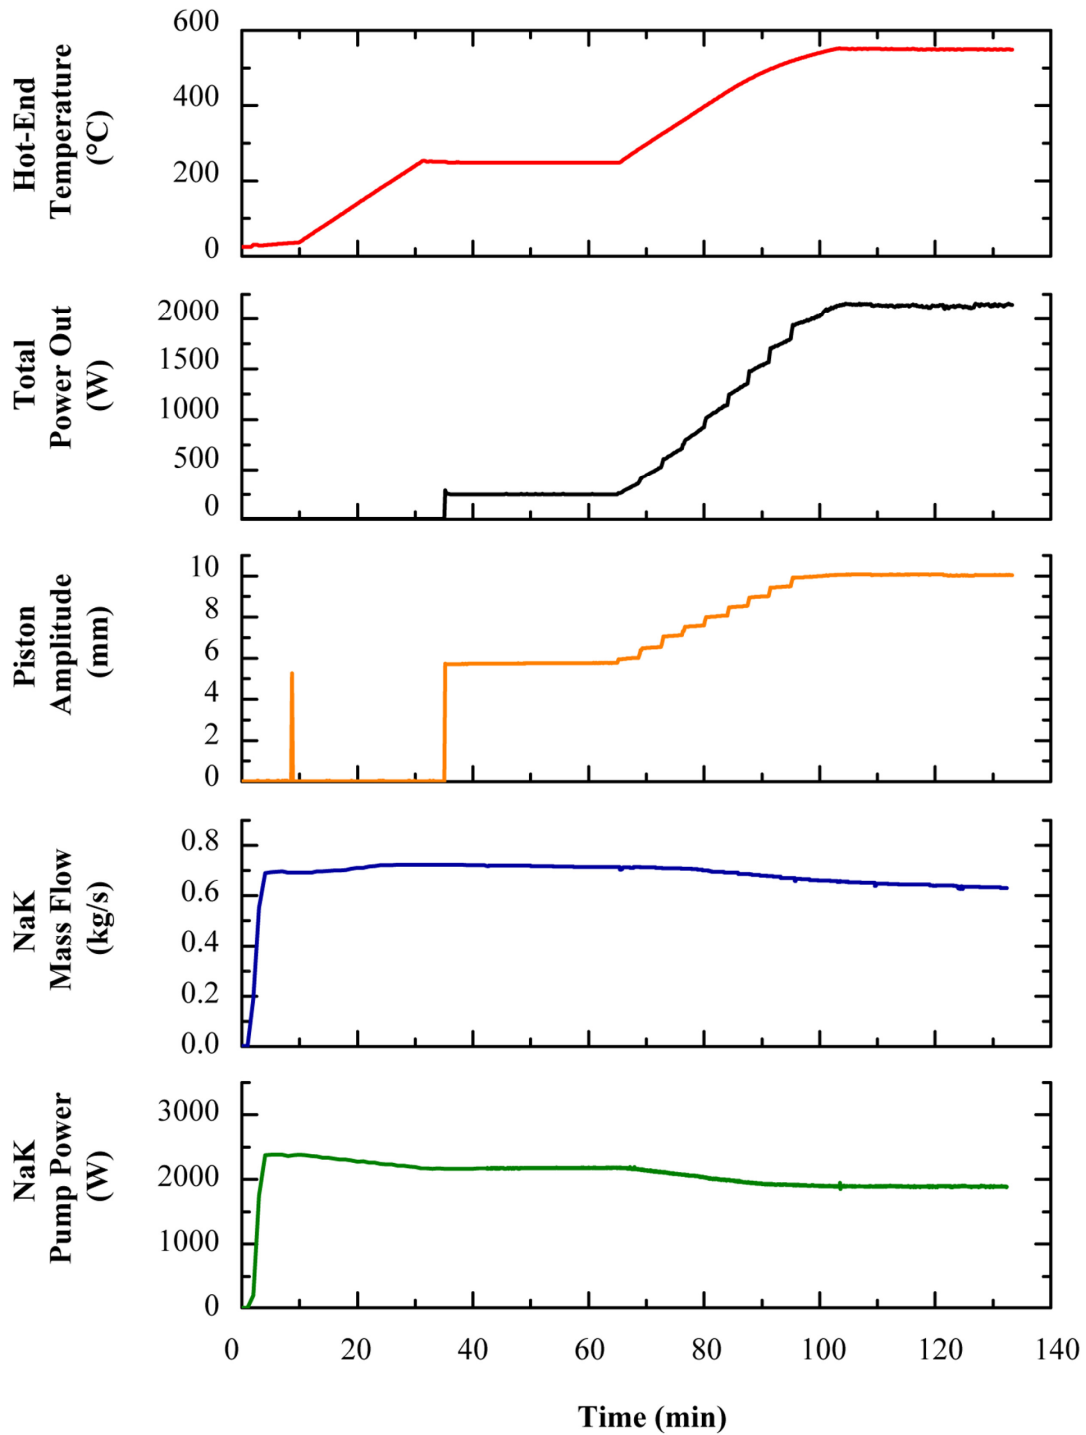 Hot-End
Temperature
(°C)
600
400
200
0
Total
Power Out
(W)
2000
1500
1000
500
0
Piston
Amplitude
(mm)
10
8
6
4
2
0
NaK
Mass Flow
(kg/s)
0.8
0.6
0.4
0.2
0.0
NaK
Pump Power
(W)
3000
2000
1000
0
0 20 40 60 80 100 120 140
Time (min)